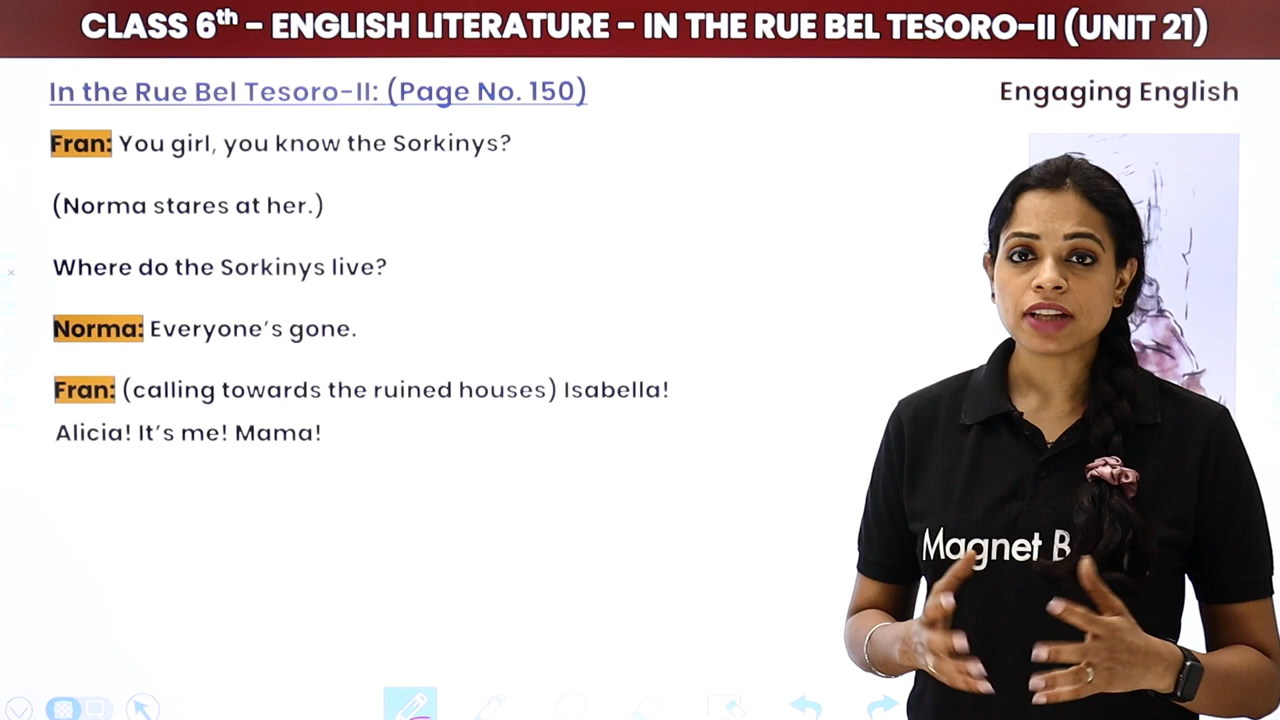 CLASS 6th – ENGLISH LITERATURE – IN THE RUE BEL TESORO-II (UNIT 21)
In the Rue Bel Tesoro-II: (Page No. 150)
Engaging English
Fran: You girl, you know the Sorkinys?
(Norma stares at her.)
Where do the Sorkinys live?
Norma: Everyone's gone.
Fran: (calling towards the ruined houses) Isabella!
Alicia! It's me! Mama!
Magnet B